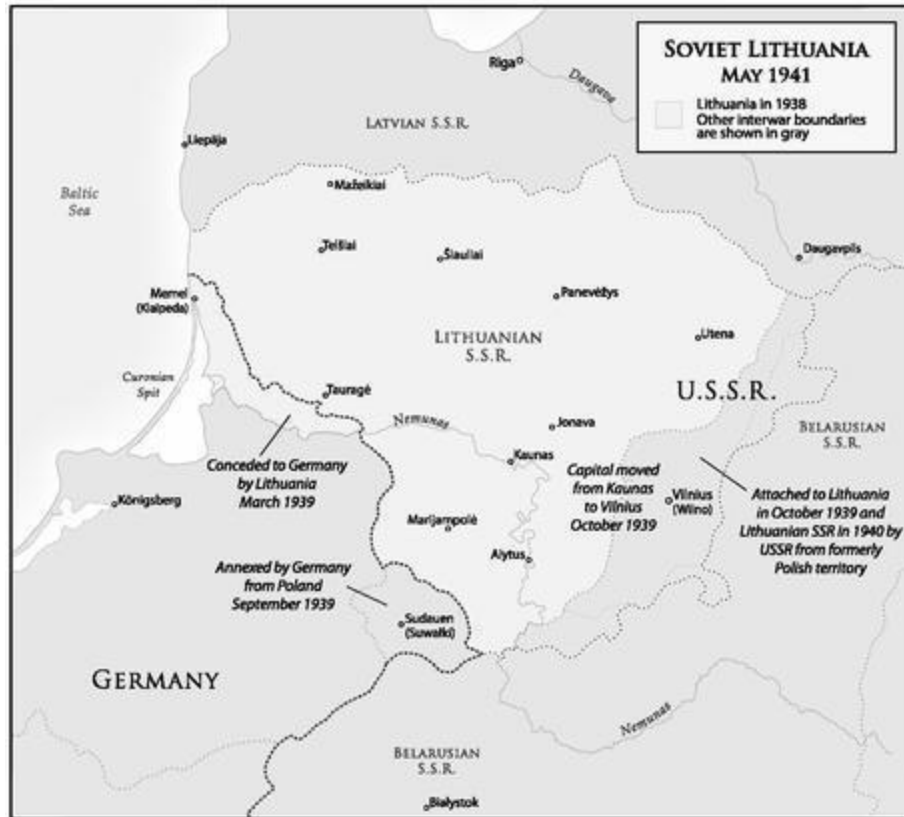 SOVIET LITHUANIA
MAY 1941
Lithuania in 1938
Other interwar boundaries
are shown in gray
Riga
Daugava
LATVIAN S.S.R.
Liepāja
Mažeikiai
Baltic
Sea
Telšiai
Šiauliai
Daugavpils
Memel
(Klaipeda)
Panevėžys
LITHUANIAN
S.S.R.
Utena
Curonian
Spit
Tauragė
U.S.S.R.
Nemunas
Jonava
BELARUSIAN
S.S.R.
Kaunas
Conceded to Germany
by Lithuania
March 1939
Capital moved
from Kaunas
to Vilnius
October 1939
Königsberg
Vilnius
(Wilno)
Attached to Lithuania
in October 1939 and
Lithuanian SSR in 1940 by
USSR from formerly
Polish territory
Marijampolė
Alytus
Annexed by Germany
from Poland
September 1939
Sudauen
(Suwałki)
GERMANY
Nemunas
BELARUSIAN
S.S.R.
Białystok